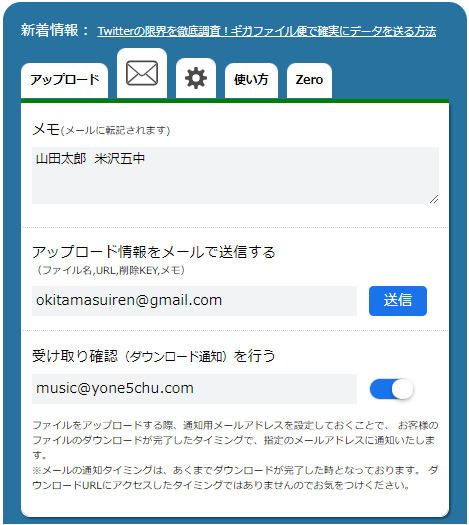 新着情報： Twitterの限界を徹底調査！ギガファイル便で確実にデータを送る方法
アップロード 使い方 Zero
メモ(メールに転記されます)
山田太郎 米沢五中
アップロード情報をメールで送信する
（ファイル名,URL,削除KEY,メモ）
okitamasuiren@gmail.com 送信
受け取り確認（ダウンロード通知）を行う
music@yone5chu.com
ファイルをアップロードする際、通知用メールアドレスを設定しておくことで、 お客様の
ファイルのダウンロードが完了したタイミングで、指定のメールアドレスに通知いたしま
す。
※メールの通知タイミングは、あくまでダウンロードが完了した時となっております。 ダ
ウンロードURLにアクセスしたタイミングではありませんのでお気をつけください。